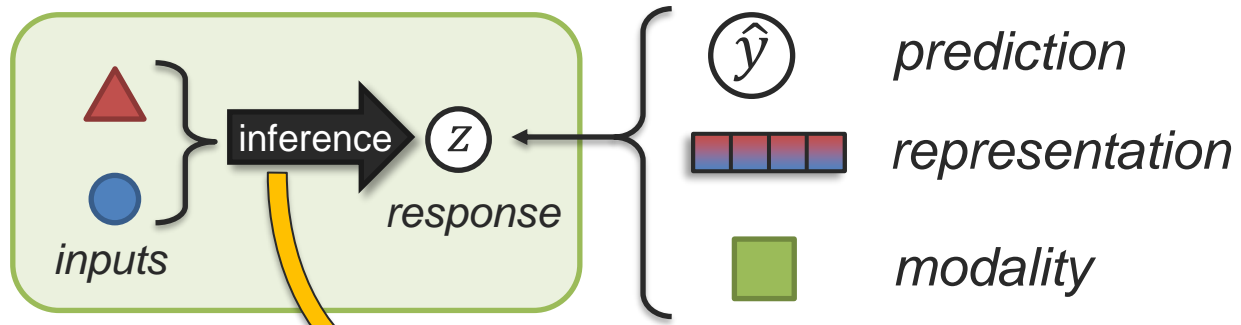 inputs
inference
z
response
ŷ
prediction
representation
modality